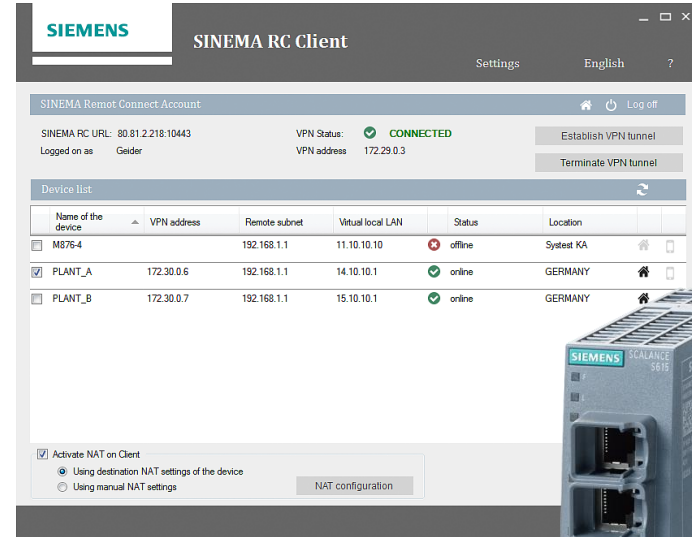 SIEMENS
SINEMA RC Client
Settings English ?
SINEMA Remot Connect Account Log off
SINEMA RC URL: 80.81.2.218:10443 VPN Status: CONNECTED Establish VPN tunnel
Logged on as Geider VPN address 172.29.0.3 Terminate VPN tunnel
Device list
Name of the device VPN address Remote subnet Virtual local LAN Status Location
M876-4 192.168.1.1 11.10.10.10 offline Systest KA
PLANT_A 172.30.0.6 192.168.1.1 14.10.10.1 online GERMANY
PLANT_B 172.30.0.7 192.168.1.1 15.10.10.1 online GERMANY
SIEMENS SCALANCE
S615
Activate NAT on Client
Using destination NAT settings of the device
Using manual NAT settings NAT configuration